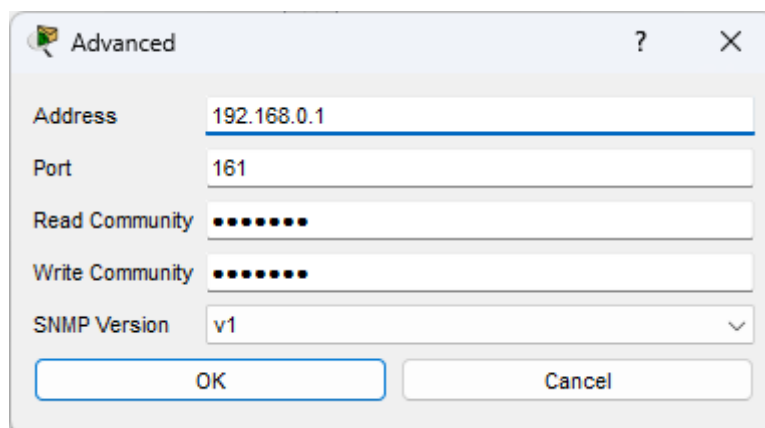 Advanced ?
Address 192.168.0.1
Port 161
Read Community •••••••
Write Community •••••••
SNMP Version v1
OK Cancel